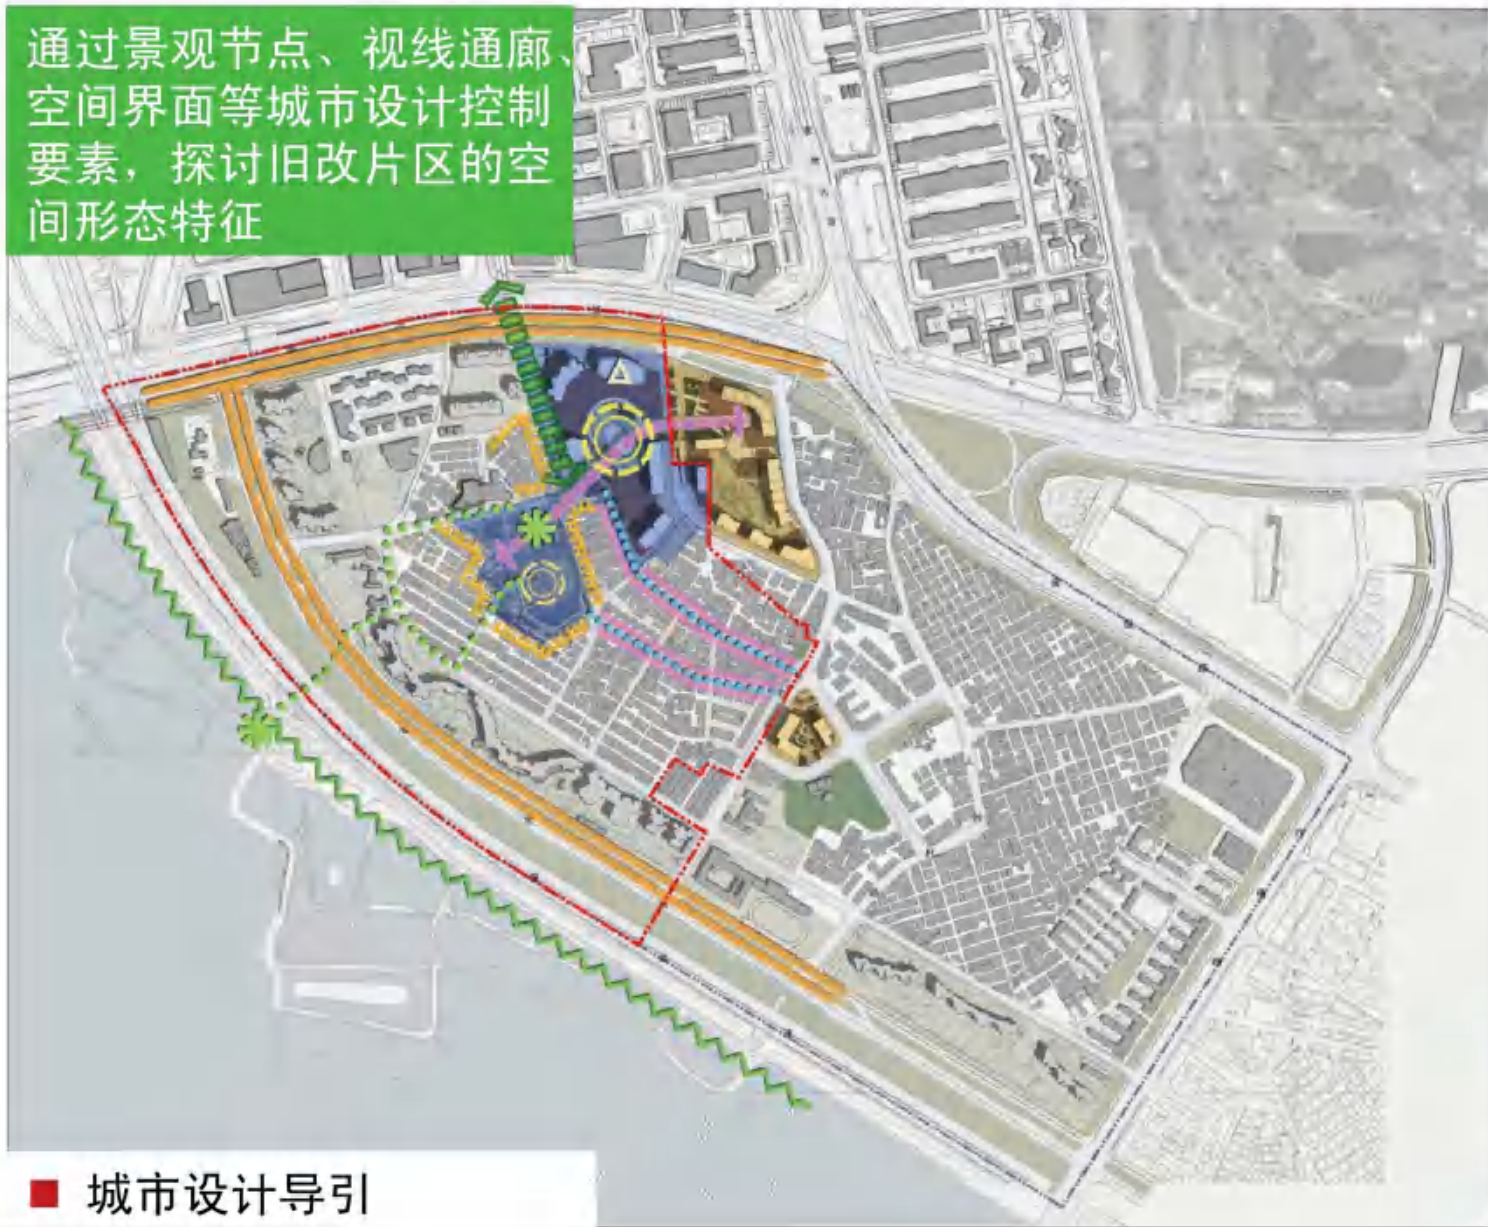 通过景观节点、视线通廊、
空间界面等城市设计控制
要素，探讨旧改片区的空
间形态特征
城市设计导引